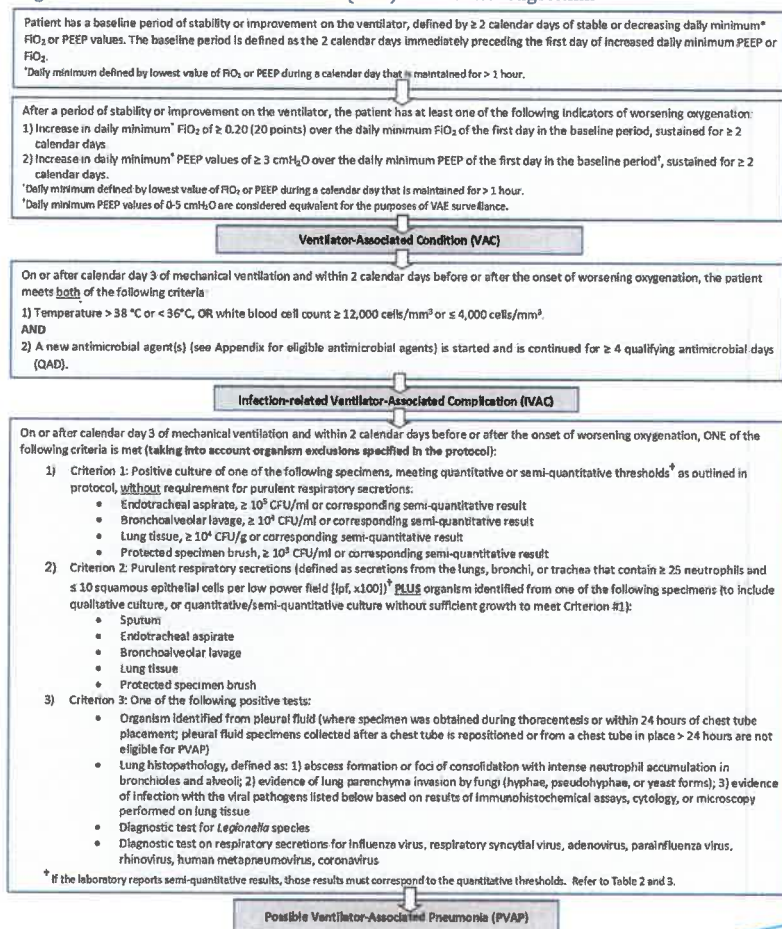 Patient has a baseline period of stability or improvement on the ventilator, defined by ≥ 2 calendar days of stable or decreasing daily minimum*
FiO₂ or PEEP values. The baseline period is defined as the 2 calendar days immediately preceding the first day of increased daily minimum PEEP or
FiO₂.
*Daily minimum defined by lowest value of FiO₂ or PEEP during a calendar day that is maintained for > 1 hour.
After a period of stability or improvement on the ventilator, the patient has at least one of the following indicators of worsening oxygenation:
1) Increase in daily minimum* FiO₂ of ≥ 0.20 (20 points) over the daily minimum FiO₂ of the first day in the baseline period, sustained for ≥ 2
calendar days.
2) Increase in daily minimum* PEEP values of ≥ 3 cmH₂O over the daily minimum PEEP of the first day in the baseline period†, sustained for ≥ 2
calendar days.
*Daily minimum defined by lowest value of FiO₂ or PEEP during a calendar day that is maintained for > 1 hour.
†Daily minimum PEEP values of 0-5 cmH₂O are considered equivalent for the purposes of VAE surveillance.
Ventilator-Associated Condition (VAC)
On or after calendar day 3 of mechanical ventilation and within 2 calendar days before or after the onset of worsening oxygenation, the patient
meets both of the following criteria:
1) Temperature > 38 °C or < 36°C, OR white blood cell count ≥ 12,000 cells/mm³ or ≤ 4,000 cells/mm³.
AND
2) A new antimicrobial agent(s) (see Appendix for eligible antimicrobial agents) is started and is continued for ≥ 4 qualifying antimicrobial days
(QAD).
Infection-related Ventilator-Associated Complication (IVAC)
On or after calendar day 3 of mechanical ventilation and within 2 calendar days before or after the onset of worsening oxygenation, ONE of the
following criteria is met (taking into account organism exclusions specified in the protocol):
1) Criterion 1: Positive culture of one of the following specimens, meeting quantitative or semi-quantitative thresholds† as outlined in
protocol, without requirement for purulent respiratory secretions:
• Endotracheal aspirate, ≥ 10⁵ CFU/ml or corresponding semi-quantitative result
• Bronchoalveolar lavage, ≥ 10⁴ CFU/ml or corresponding semi-quantitative result
• Lung tissue, ≥ 10⁴ CFU/g or corresponding semi-quantitative result
• Protected specimen brush, ≥ 10³ CFU/ml or corresponding semi-quantitative result
2) Criterion 2: Purulent respiratory secretions (defined as secretions from the lungs, bronchi, or trachea that contain ≥ 25 neutrophils and
≤ 10 squamous epithelial cells per low power field [lpf, x100])† PLUS organism identified from one of the following specimens (to include
qualitative culture, or quantitative/semi-quantitative culture without sufficient growth to meet Criterion #1):
• Sputum
• Endotracheal aspirate
• Bronchoalveolar lavage
• Lung tissue
• Protected specimen brush
3) Criterion 3: One of the following positive tests:
• Organism identified from pleural fluid (where specimen was obtained during thoracentesis or within 24 hours of chest tube
placement; pleural fluid specimens collected after a chest tube is repositioned or from a chest tube in place > 24 hours are not
eligible for PVAP)
• Lung histopathology, defined as: 1) abscess formation or foci of consolidation with intense neutrophil accumulation in
bronchioles and alveoli; 2) evidence of lung parenchyma invasion by fungi (hyphae, pseudohyphae, or yeast forms); 3) evidence
of infection with the viral pathogens listed below based on results of immunohistochemical assays, cytology, or microscopy
performed on lung tissue
• Diagnostic test for Legionella species
• Diagnostic test on respiratory secretions for influenza virus, respiratory syncytial virus, adenovirus, parainfluenza virus,
rhinovirus, human metapneumovirus, coronavirus
† If the laboratory reports semi-quantitative results, those results must correspond to the quantitative thresholds. Refer to Table 2 and 3.
Possible Ventilator-Associated Pneumonia (PVAP)